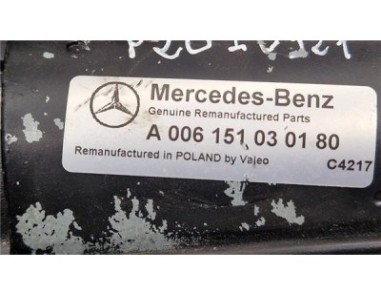 Mercedes-Benz
Genuine Remanufactured Parts
A 006 151 03 01 80
Remanufactured in POLAND by Valeo
C4217